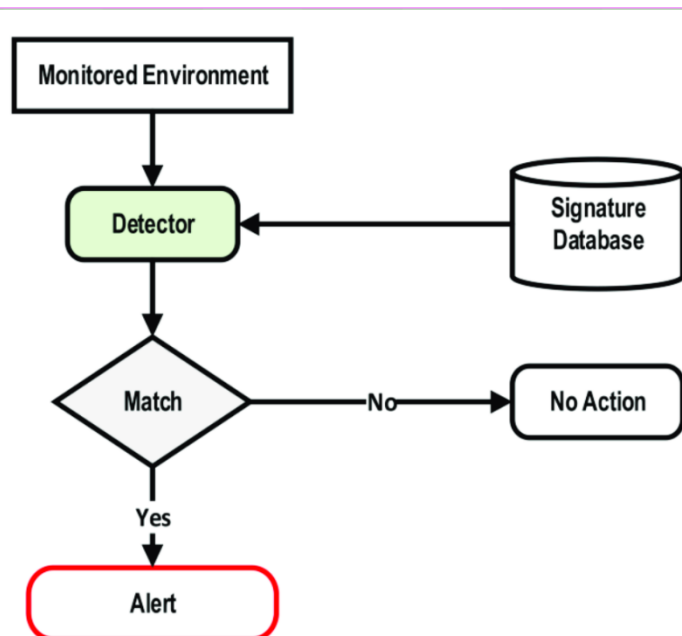 Monitored Environment
Detector
Signature
Database
Match
No
No Action
Yes
Alert